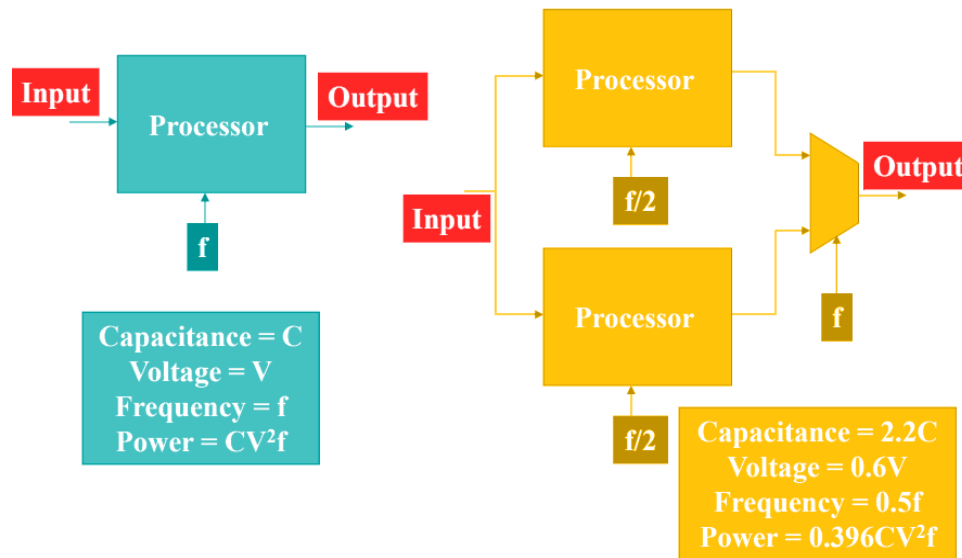 Input
Processor
Output
f
Capacitance = C
Voltage = V
Frequency = f
Power = CV²f
Processor
f/2
Input
Output
Processor
f
f/2
Capacitance = 2.2C
Voltage = 0.6V
Frequency = 0.5f
Power = 0.396CV²f